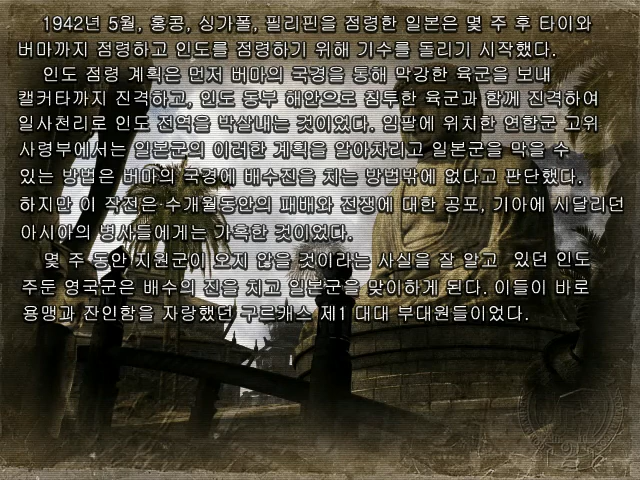 1942년 5월, 홍콩, 싱가폴, 필리핀을 점령한 일본은 몇 주 후 타이와
버마까지 점령하고 인도를 점령하기 위해 기수를 돌리기 시작했다.
인도 점령 계획은 먼저 버마의 국경을 통해 막강한 육군을 보내
캘커타까지 진격하고, 인도 동부 해안으로 침투한 육군과 함께 진격하여
일사천리로 인도 전역을 박살내는 것이었다. 임팔에 위치한 연합군 고위
사령부에서는 일본군의 이러한 계획을 알아차리고 일본군을 막을 수
있는 방법은 버마의 국경에 배수진을 치는 방법밖에 없다고 판단했다.
하지만 이 작전은 수개월동안의 패배와 전쟁에 대한 공포, 기아에 시달리던
아시아의 병사들에게는 가혹한 것이었다.
몇 주 동안 지원군이 오지 않을 것이라는 사실을 잘 알고 있던 인도
주둔 영국군은 배수의 진을 치고 일본군을 맞이하게 된다. 이들이 바로
용맹과 잔인함을 자랑했던 구르캐스 제1 대대 부대원들이었다.